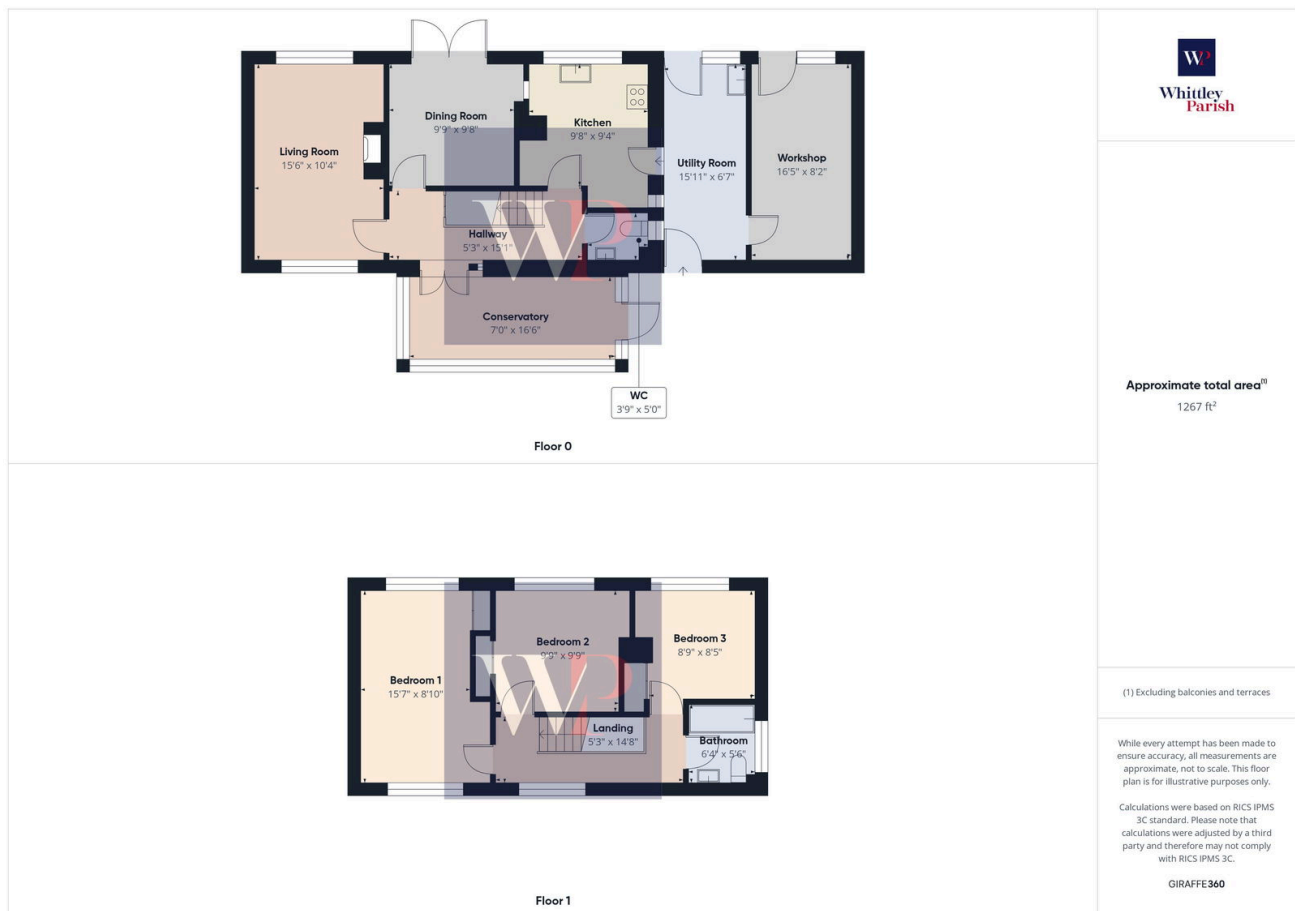 Living Room
15'6" x 10'4"
Dining Room
9'9" x 9'8"
Kitchen
9'8" x 9'4"
Utility Room
15'11" x 6'7"
Workshop
16'5" x 8'2"
Hallway
5'3" x 15'1"
WP
Conservatory
7'0" x 16'6"
WC
3'9" x 5'0"
Floor 0
Bedroom 1
15'7" x 8'10"
Bedroom 2
9'9" x 9'9"
Bedroom 3
8'9" x 8'5"
WP
Landing
5'3" x 14'8"
Bathroom
6'4" x 5'6"
Floor 1
WP
Whittley
Parish
Approximate total area(1)
1267 ft²
(1) Excluding balconies and terraces
While every attempt has been made to
ensure accuracy, all measurements are
approximate, not to scale. This floor
plan is for illustrative purposes only.
Calculations were based on RICS IPMS
3C standard. Please note that
calculations were adjusted by a third
party and therefore may not comply
with RICS IPMS 3C.
GIRAFFE360